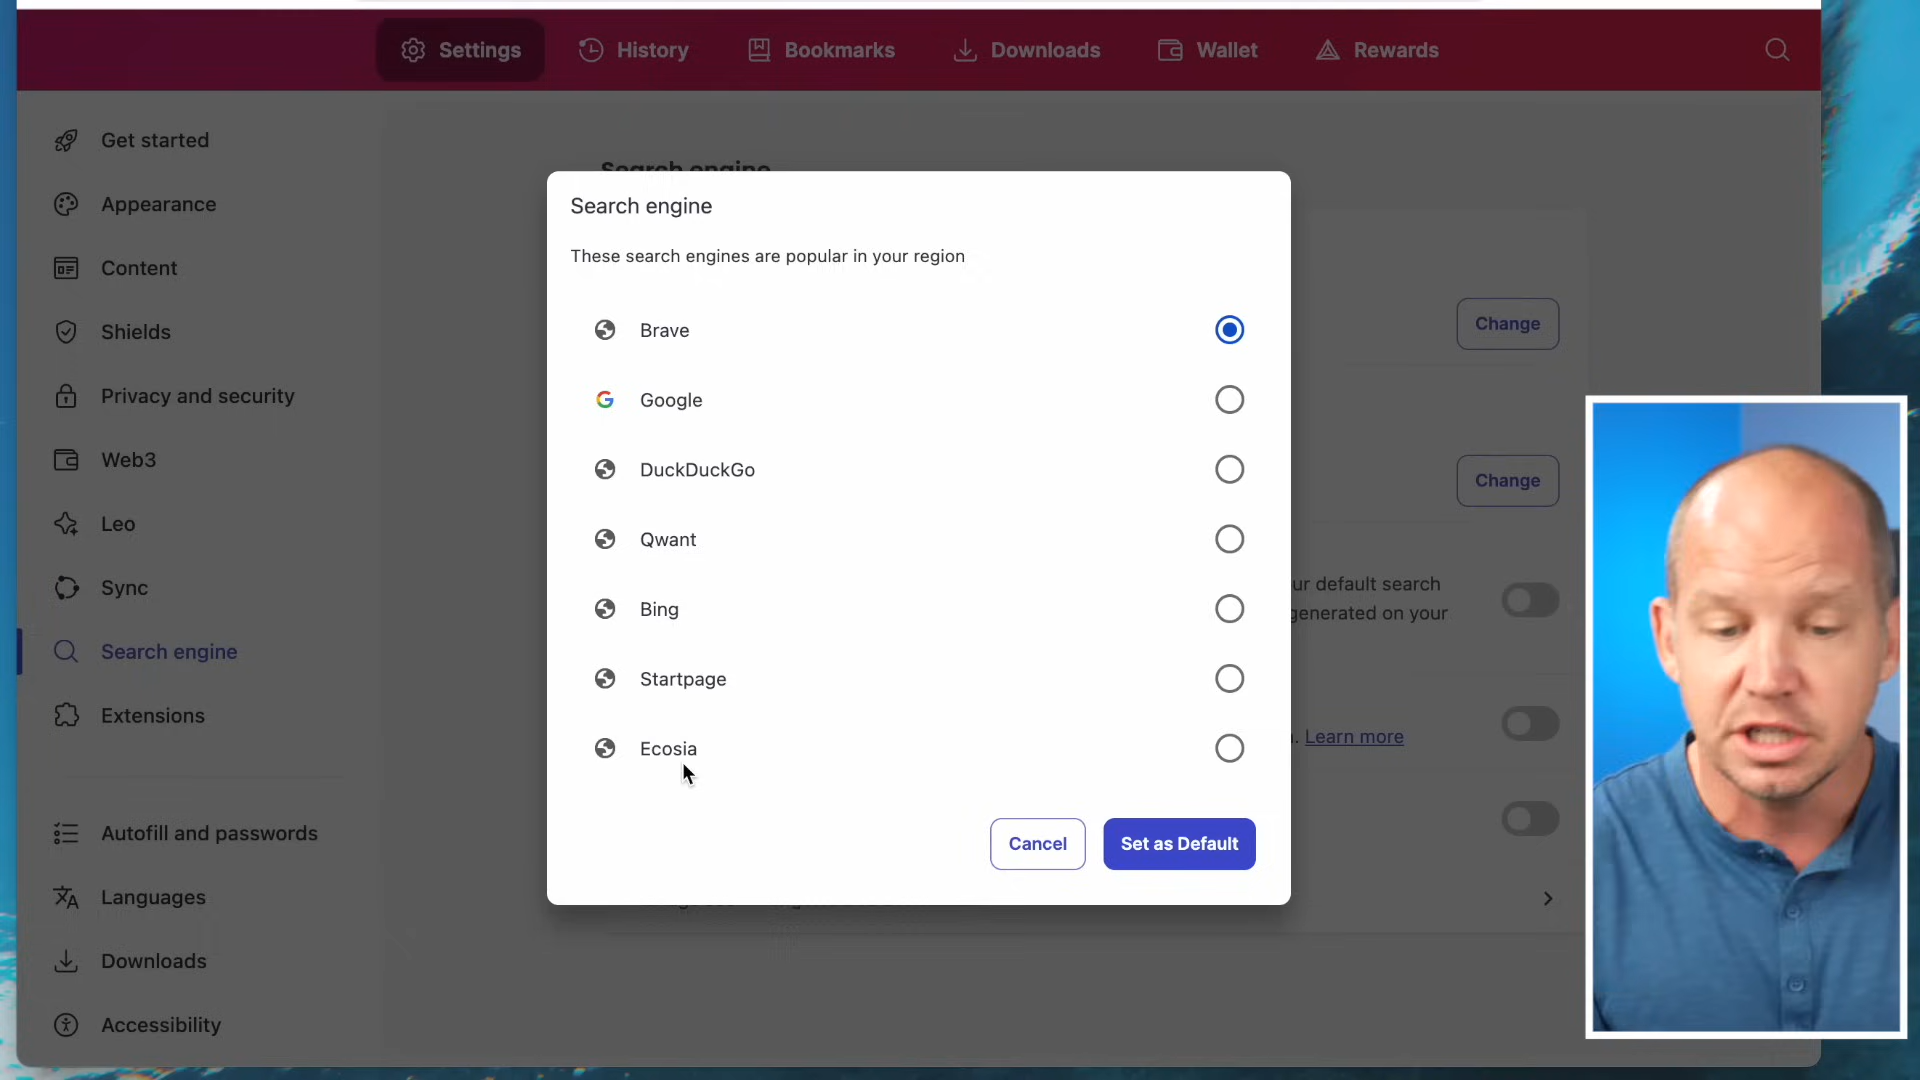 Settings
History
Bookmarks
Downloads
Wallet
Rewards
Get started
Appearance
Content
Shields
Privacy and security
Web3
Leo
Sync
Search engine
Extensions
Autofill and passwords
Languages
Downloads
Accessibility
Search engine
Search engine
These search engines are popular in your region
Brave
Google
DuckDuckGo
Qwant
Bing
Startpage
Ecosia
Cancel
Set as Default
Change
Change
ur default search
generated on your
Learn more